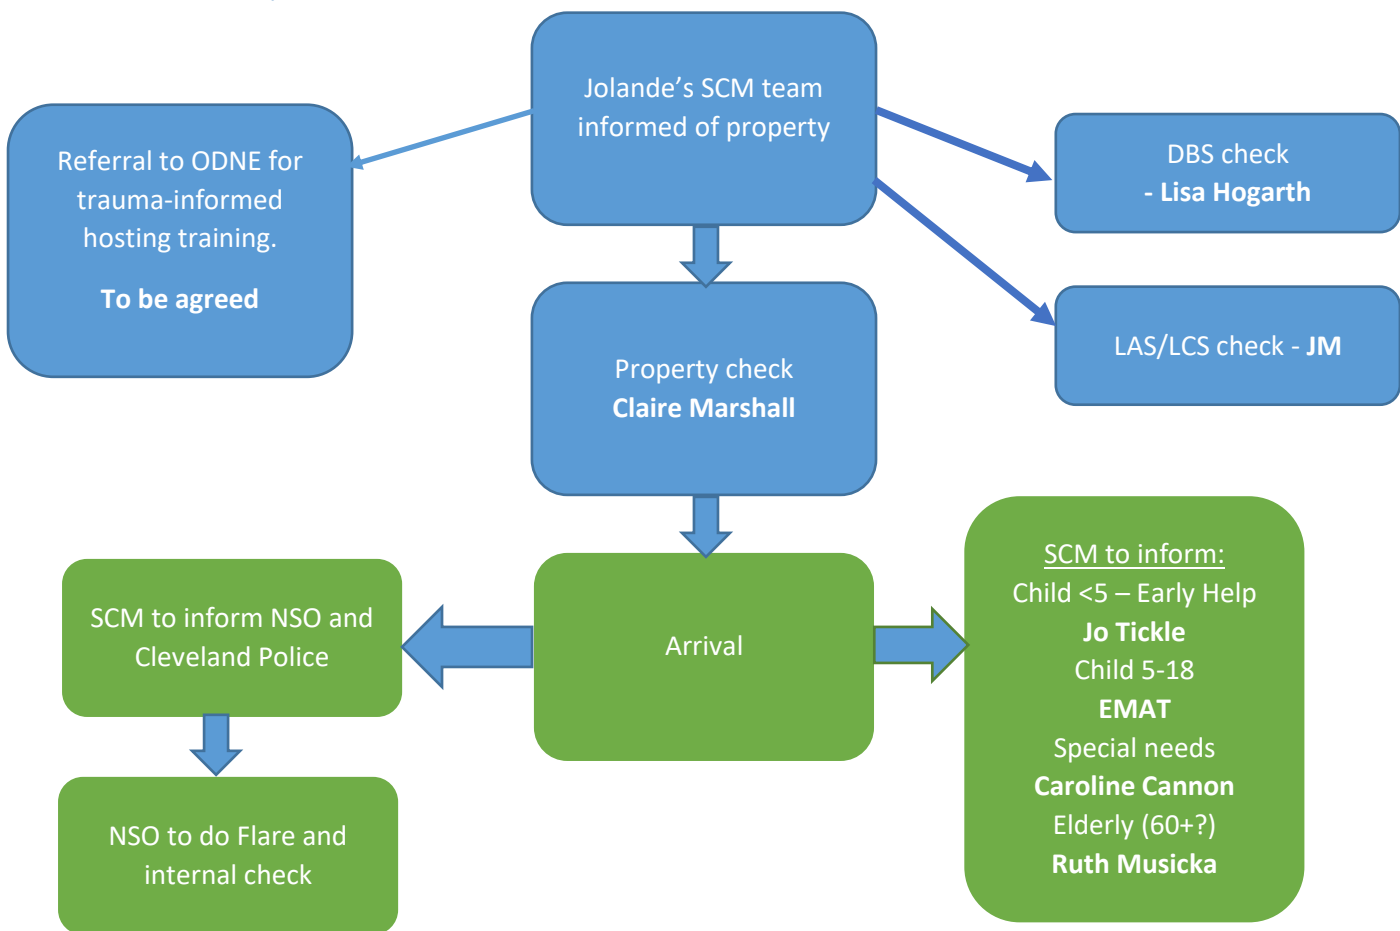 Jolande’s SCM team
informed of property
Referral to ODNE for
trauma-informed
hosting training.
To be agreed
DBS check
- Lisa Hogarth
LAS/LCS check - JM
Property check
Claire Marshall
Arrival
SCM to inform NSO and
Cleveland Police
NSO to do Flare and
internal check
SCM to inform:
Child <5 – Early Help
Jo Tickle
Child 5-18
EMAT
Special needs
Caroline Cannon
Elderly (60+?)
Ruth Musicka